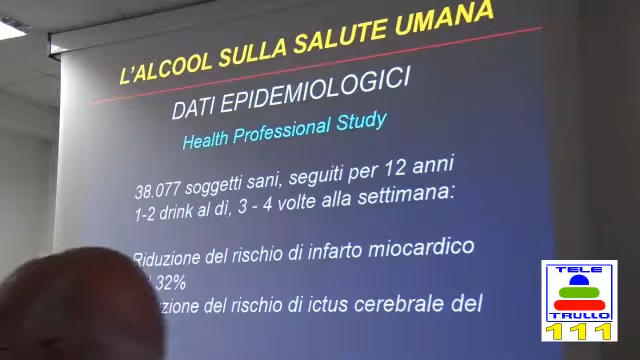 L'ALCOOL SULLA SALUTE UMANA
DATI EPIDEMIOLOGICI
Health Professional Study
38.077 soggetti sani, seguiti per 12 anni
1-2 drink al dì, 3 - 4 volte alla settimana:
Riduzione del rischio di infarto miocardico
32%
del rischio di ictus cerebrale del
TELE
TRULLO
111